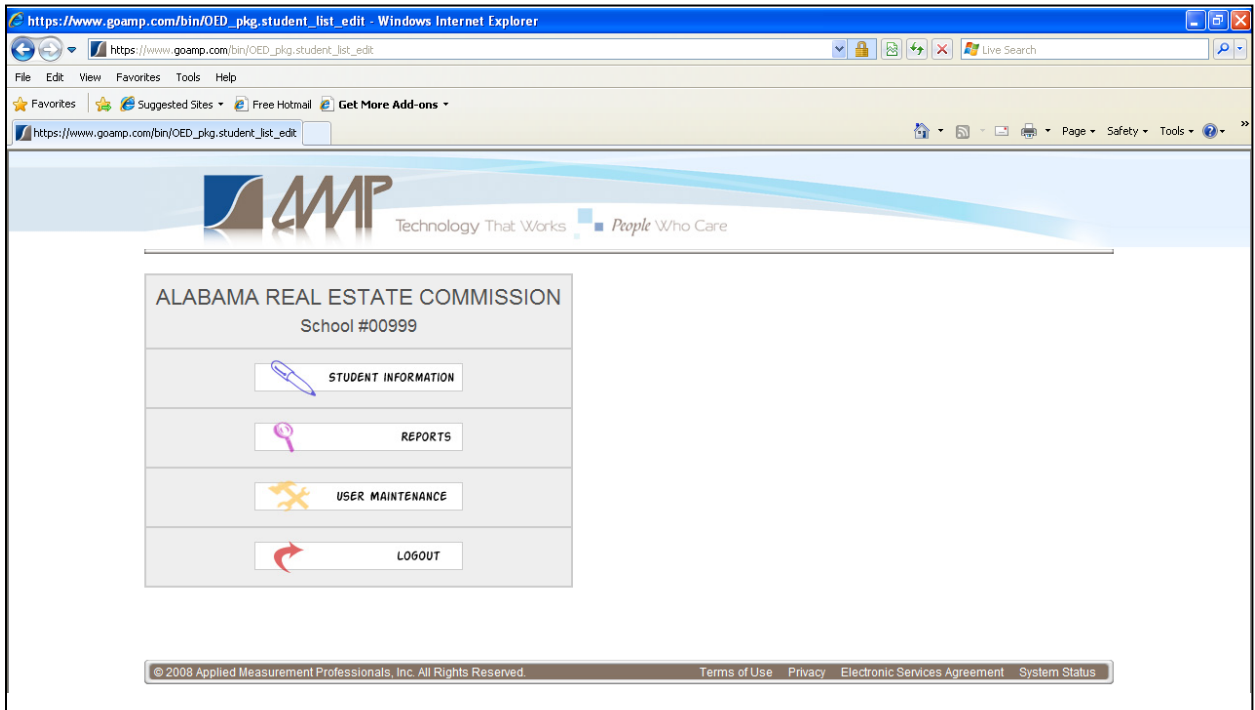 https://www.goamp.com/bin/OED_pkg.student_list_edit - Windows Internet Explorer
https://www.goamp.com/bin/OED_pkg.student_list_edit Live Search
File Edit View Favorites Tools Help
Favorites Suggested Sites Free Hotmail Get More Add-ons
https://www.goamp.com/bin/OED_pkg.student_list_edit Page Safety Tools »
AMP Technology That Works People Who Care
ALABAMA REAL ESTATE COMMISSION
School #00999
STUDENT INFORMATION
REPORTS
USER MAINTENANCE
LOGOUT
© 2008 Applied Measurement Professionals, Inc. All Rights Reserved. Terms of Use Privacy Electronic Services Agreement System Status